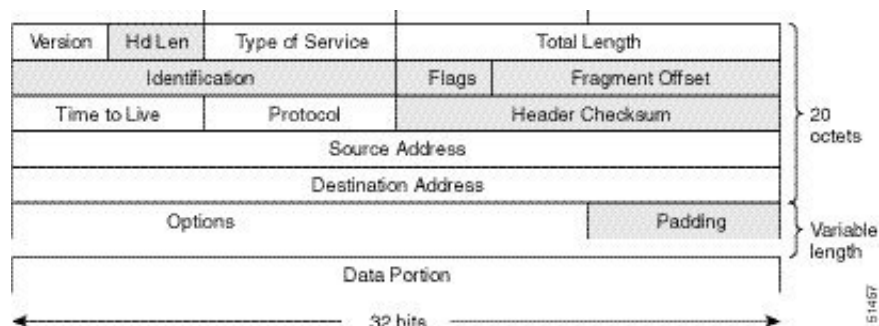 Version Hd Len Type of Service Total Length
Identification Flags Fragment Offset
Time to Live Protocol Header Checksum
20
octets
Source Address
Destination Address
Options Padding
Variable
length
Data Portion
32 bits
51457